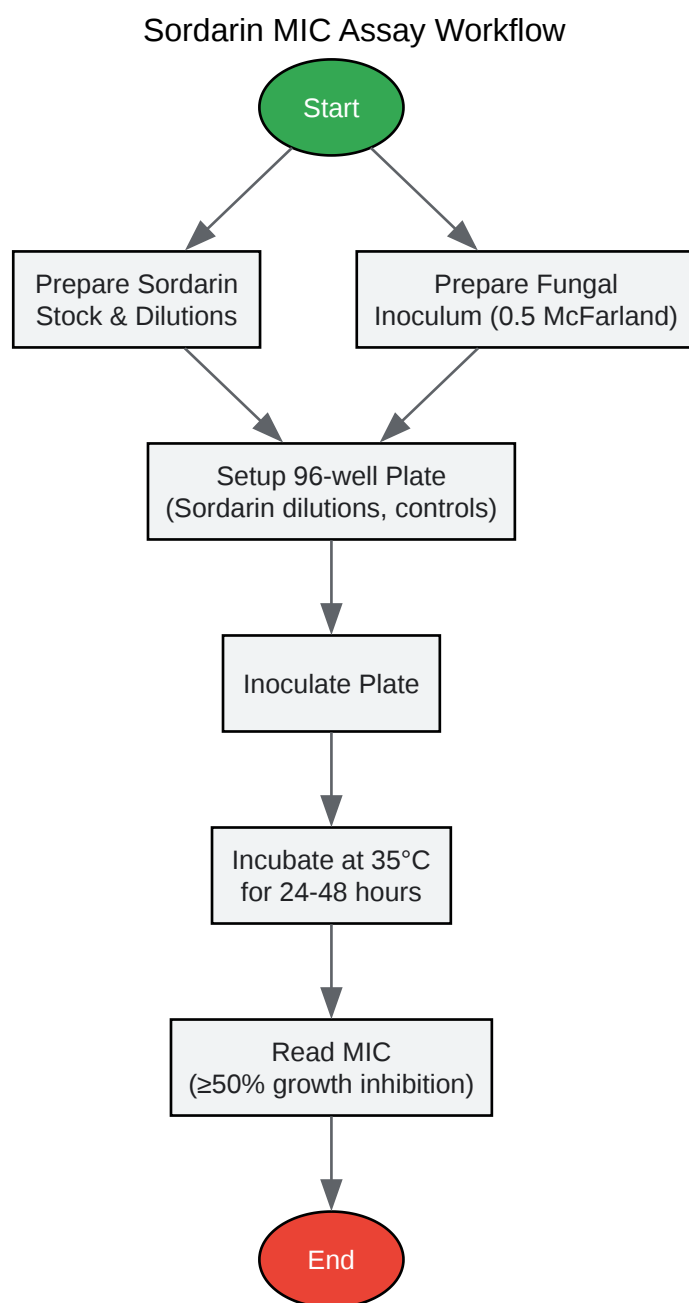 Sordarin MIC Assay Workflow
Start
Prepare Sordarin
Stock & Dilutions
Prepare Fungal
Inoculum (0.5 McFarland)
Setup 96-well Plate
(Sordarin dilutions, controls)
Inoculate Plate
Incubate at 35°C
for 24-48 hours
Read MIC
(≥50% growth inhibition)
End